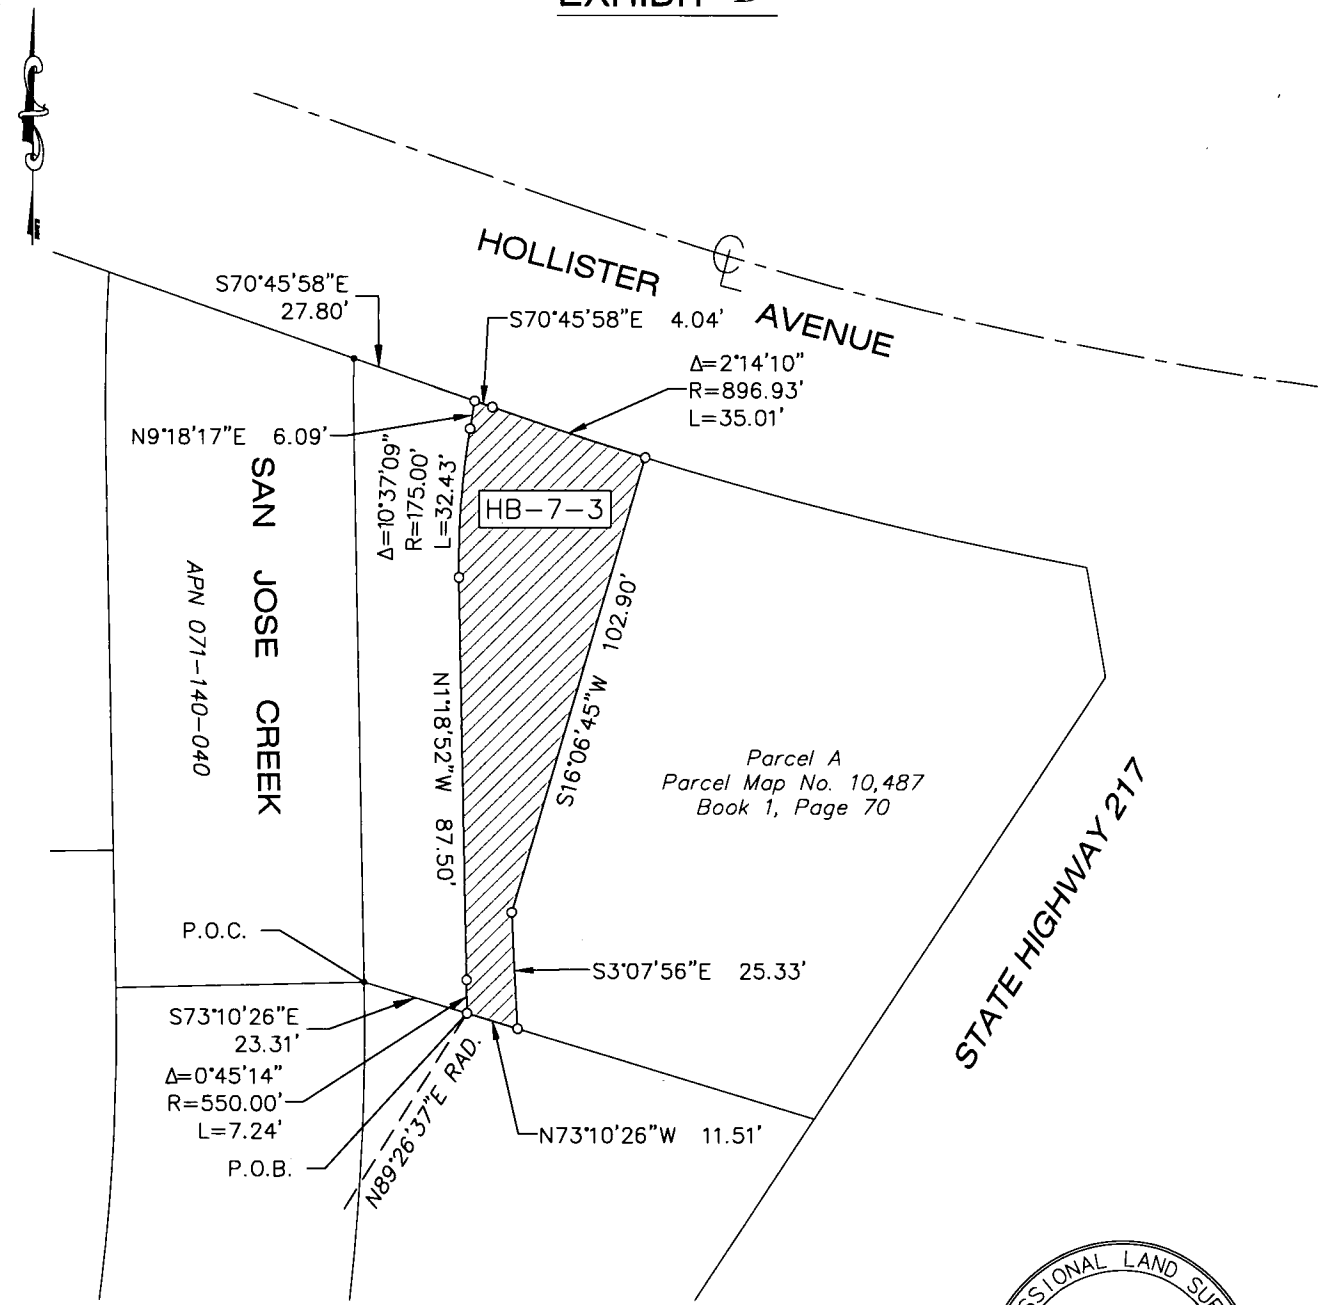 EXHIBIT
HOLLISTER AVENUE
S70°45'58"E
27.80'
S70°45'58"E 4.04'
Δ=2°14'10"
R=896.93'
L=35.01'
N9°18'17"E 6.09'
Δ=10°37'09"
R=175.00'
L=32.43'
HB-7-3
SAN JOSE CREEK
APN 071-140-040
N1°18'52"W 87.50'
S16°06'45"W 102.90'
Parcel A
Parcel Map No. 10,487
Book 1, Page 70
STATE HIGHWAY 217
P.O.C.
S3°07'56"E 25.33'
S73°10'26"E
23.31'
Δ=0°45'14"
R=550.00'
L=7.24'
P.O.B.
N89°26'37"E RAD.
N73°10'26"W 11.51'
LAND